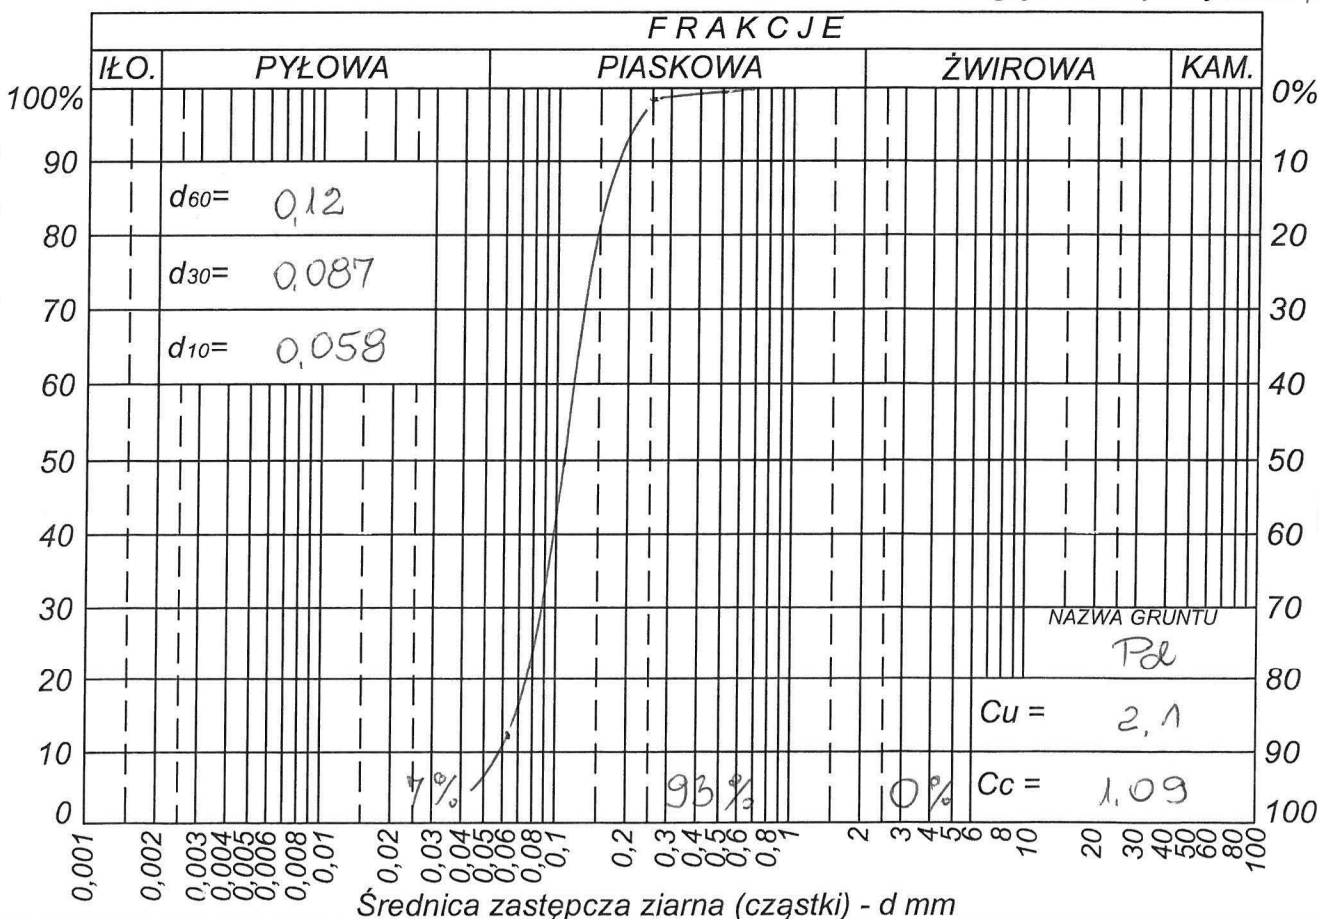 FRAKCJE
IŁO. PYŁOWA PIASKOWA ŻWIROWA KAM.
100% 0%
90 10
d60= 0,12
80 20
d30= 0,087
70 30
d10= 0,058
60 40
50 50
40 60
30 70
NAZWA GRUNTU
Pd
20 80
Cu = 2,1
10 90
7% 93% 0% Cc = 1.09
0 100
0,001 0,002 0,003 0,004 0,005 0,006 0,008 0,01 0,02 0,03 0,04 0,05 0,06 0,08 0,1 0,2 0,3 0,4 0,5 0,6 0,8 1 2 3 4 5 6 8 10 20 30 40 50 60 80 100
Średnica zastępcza ziarna (cząstki) - d mm